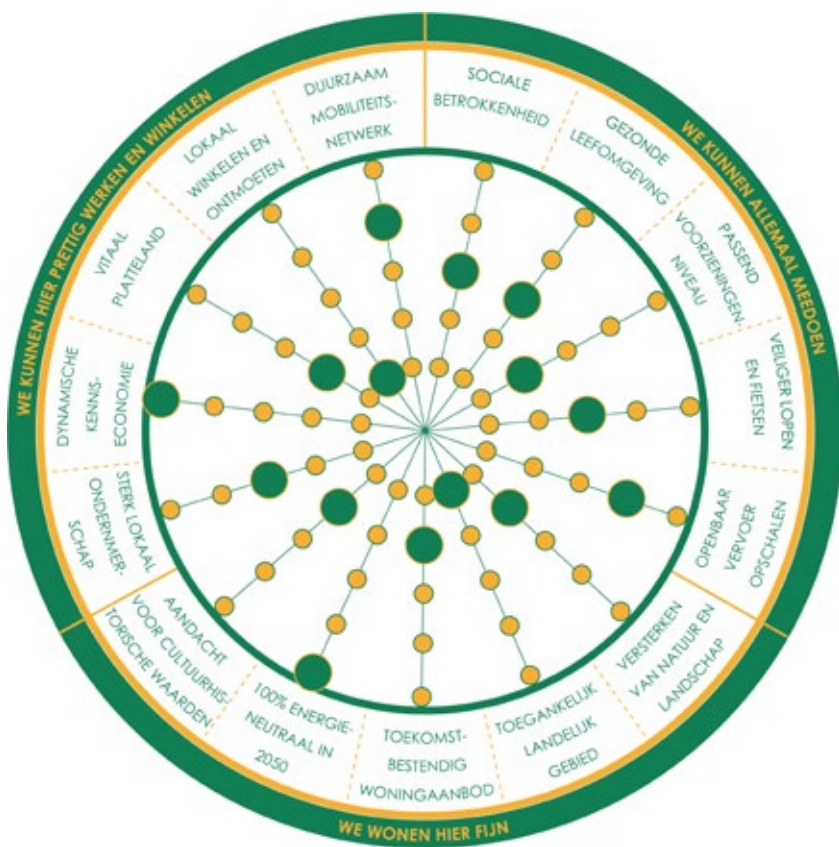 WE KUNNEN HIER PRETTIG WERKEN EN WINKELEN
WE KUNNEN ALLEMAAL MEEDOEN
WE WONEN HIER FIJN
SOCIALE
BETROKKENHEID
GEZONDE
LEEFOMGEVING
PASSEND
VOORZIENINGEN-
NIVEAU
VEILIGER LOPEN
EN FIETSEN
OPENBAAR
VERVOER
OPSCHALEN
VERSTERKEN
VAN NATUUR EN
LANDSCHAP
TOEGANKELIJK
LANDELIJK
GEBIED
TOEKOMST-
BESTENDIG
WONINGAANBOD
100% ENERGIE-
NEUTRAAL IN
2050
AANDACHT
VOOR CULTUURHIS-
TORISCHE WAARDEN
STERK LOKAAL
ONDERNMER-
SCHAP
DYNAMISCHE
KENNIS-
ECONOMIE
VITAAL
PLATTELAND
LOKAAL
WINKELEN EN
ONTMOETEN
DUURZAAM
MOBILITEITS-
NETWERK